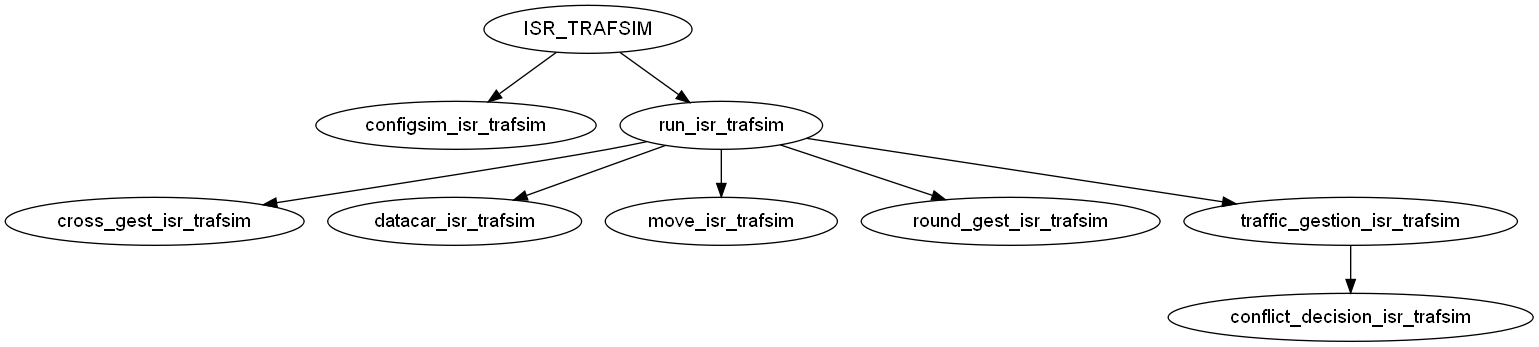 ISR_TRAFSIM
configsim_isr_trafsim
run_isr_trafsim
cross_gest_isr_trafsim
datacar_isr_trafsim
move_isr_trafsim
round_gest_isr_trafsim
traffic_gestion_isr_trafsim
conflict_decision_isr_trafsim